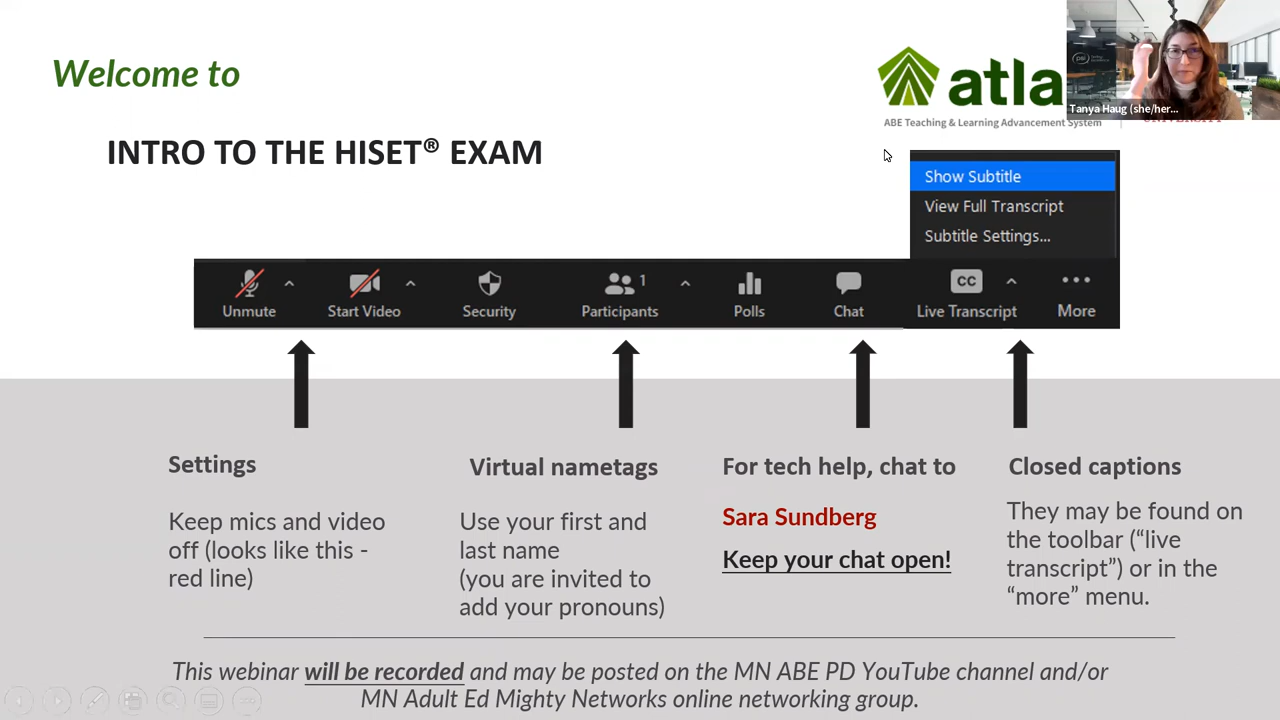 Welcome to
INTRO TO THE HISET® EXAM
atla
ABE Teaching & Learning Advancement System
psi
Tanya Haug (she/her...
Show Subtitle
View Full Transcript
Subtitle Settings...
1
CC
Unmute
Start Video
Security
Participants
Polls
Chat
Live Transcript
More
Settings
Keep mics and video
off (looks like this -
red line)
Virtual nametags
Use your first and
last name
(you are invited to
add your pronouns)
For tech help, chat to
Sara Sundberg
Keep your chat open!
Closed captions
They may be found on
the toolbar (“live
transcript”) or in the
“more” menu.
This webinar will be recorded and may be posted on the MN ABE PD YouTube channel and/or
MN Adult Ed Mighty Networks online networking group.